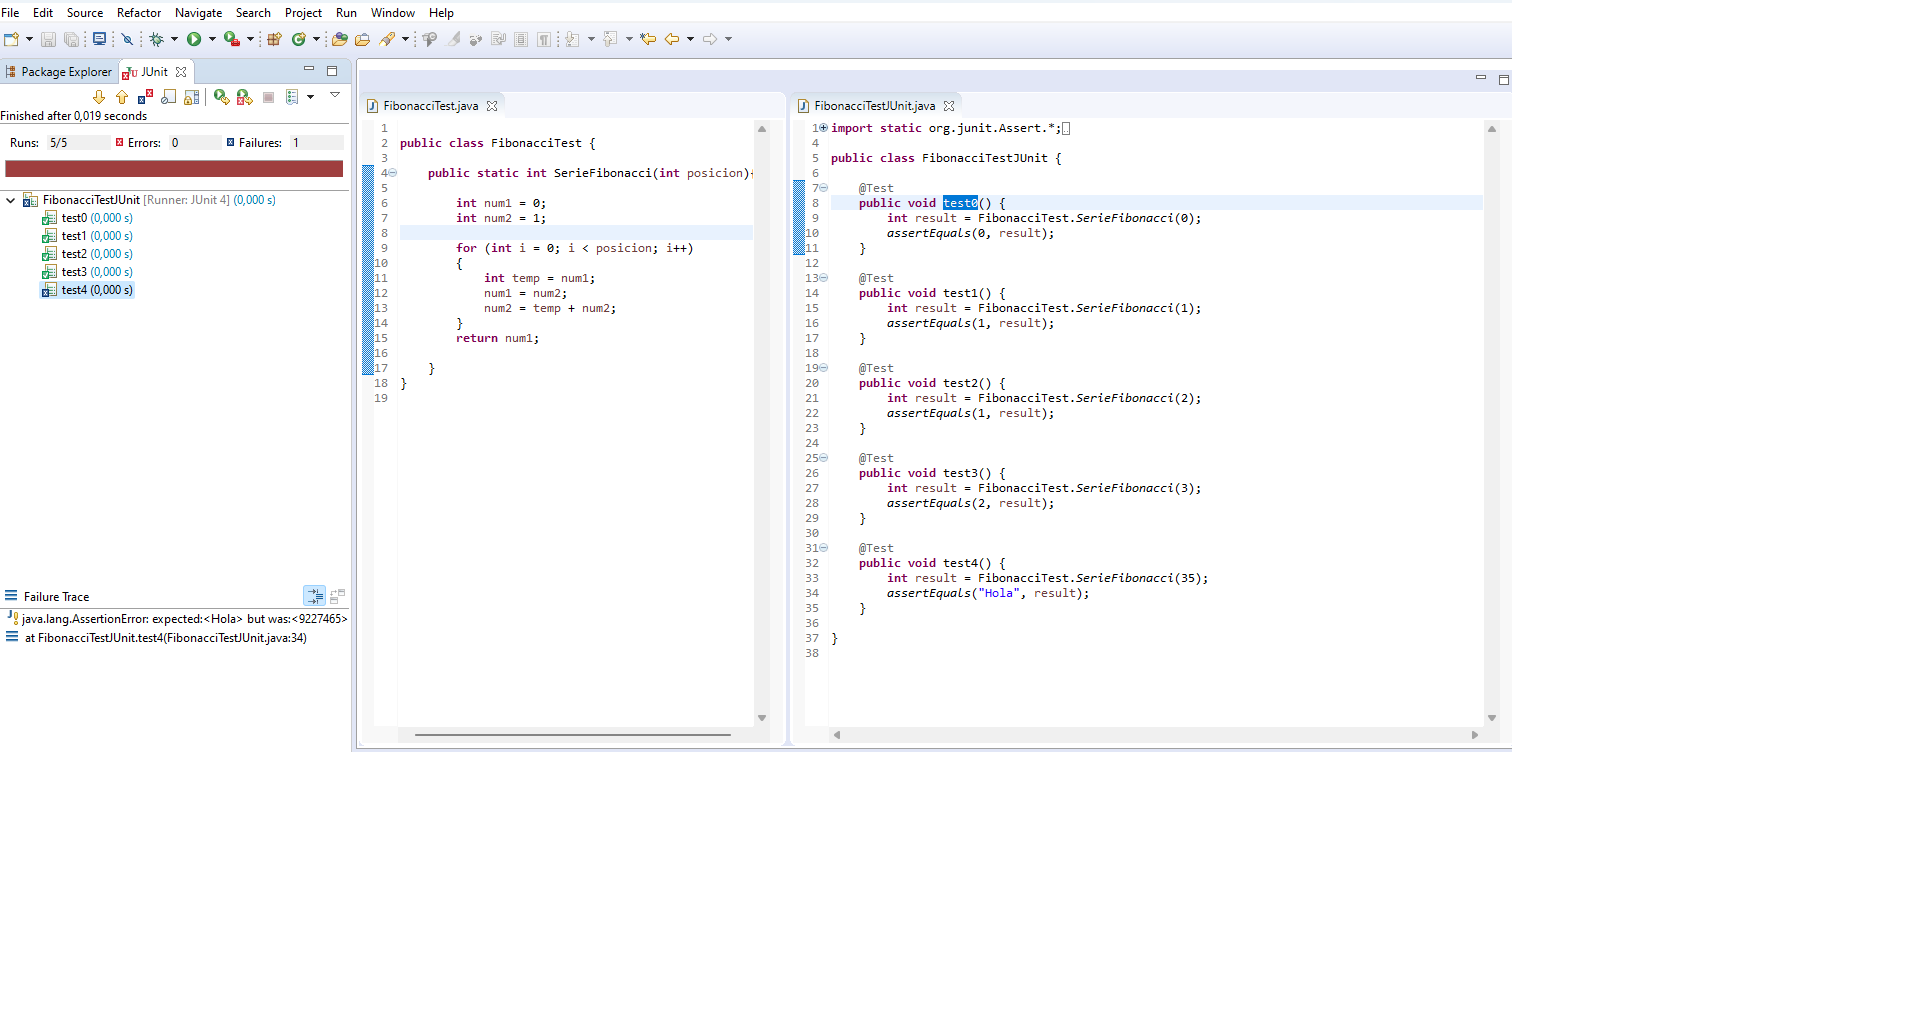 File Edit Source Refactor Navigate Search Project Run Window Help
Package Explorer JUnit
Finished after 0,019 seconds
Runs: 5/5 Errors: 0 Failures: 1
FibonacciTestJUnit [Runner: JUnit 4] (0,000 s)
test0 (0,000 s)
test1 (0,000 s)
test2 (0,000 s)
test3 (0,000 s)
test4 (0,000 s)
Failure Trace
java.lang.AssertionError: expected:<Hola> but was:<9227465>
at FibonacciTestJUnit.test4(FibonacciTestJUnit.java:34)
FibonacciTest.java
1
2 public class FibonacciTest {
3
4 public static int SerieFibonacci(int posicion){
5
6 int num1 = 0;
7 int num2 = 1;
8
9 for (int i = 0; i < posicion; i++)
10 {
11 int temp = num1;
12 num1 = num2;
13 num2 = temp + num2;
14 }
15 return num1;
16
17 }
18 }
19
FibonacciTestJUnit.java
1 import static org.junit.Assert.*;
4
5 public class FibonacciTestJUnit {
6
7 @Test
8 public void test0() {
9 int result = FibonacciTest.SerieFibonacci(0);
10 assertEquals(0, result);
11 }
12
13 @Test
14 public void test1() {
15 int result = FibonacciTest.SerieFibonacci(1);
16 assertEquals(1, result);
17 }
18
19 @Test
20 public void test2() {
21 int result = FibonacciTest.SerieFibonacci(2);
22 assertEquals(1, result);
23 }
24
25 @Test
26 public void test3() {
27 int result = FibonacciTest.SerieFibonacci(3);
28 assertEquals(2, result);
29 }
30
31 @Test
32 public void test4() {
33 int result = FibonacciTest.SerieFibonacci(35);
34 assertEquals("Hola", result);
35 }
36
37 }
38